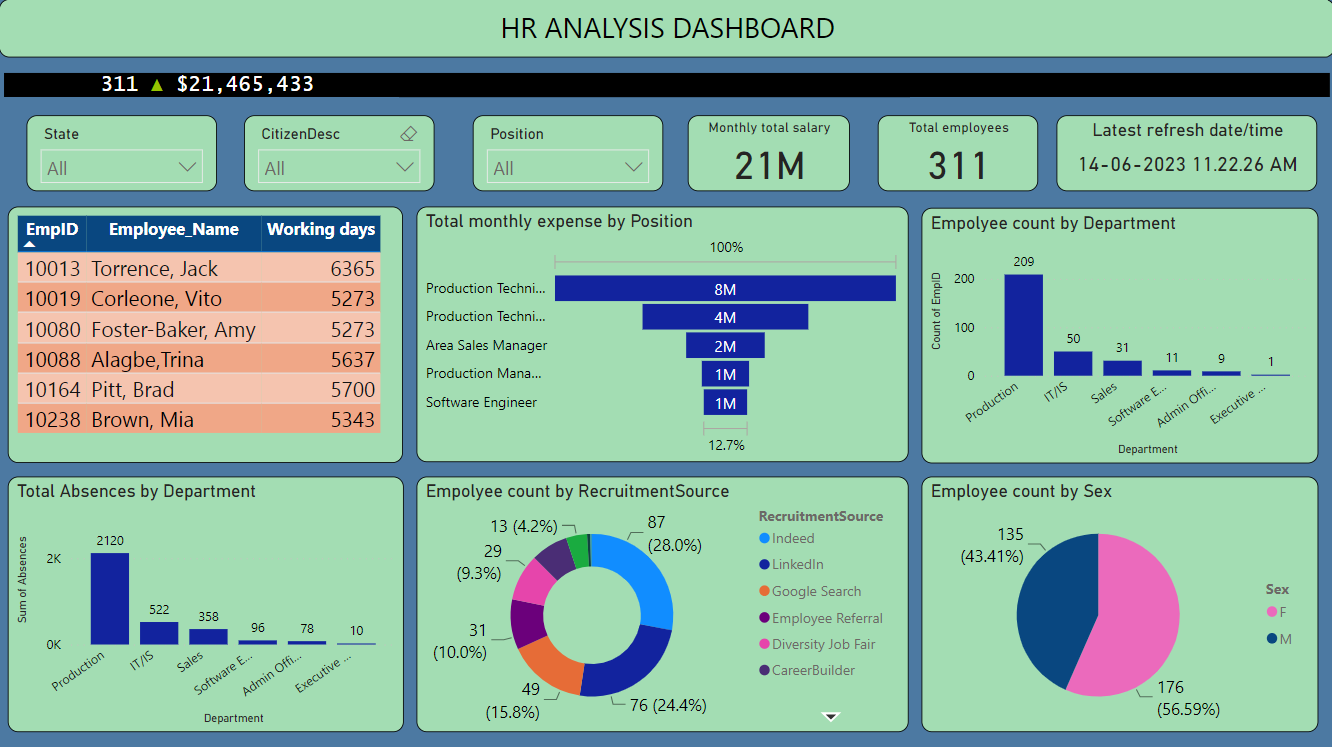 HR ANALYSIS DASHBOARD
311 ▲ $21,465,433
State
All
CitizenDesc
All
Position
All
Monthly total salary
21M
Total employees
311
Latest refresh date/time
14-06-2023 11.22.26 AM
EmpID Employee_Name Working days
10013 Torrence, Jack 6365
10019 Corleone, Vito 5273
10080 Foster-Baker, Amy 5273
10088 Alagbe,Trina 5637
10164 Pitt, Brad 5700
10238 Brown, Mia 5343
Total monthly expense by Position
100%
Production Techni... 8M
Production Techni... 4M
Area Sales Manager 2M
Production Mana... 1M
Software Engineer 1M
12.7%
Empolyee count by Department
Count of EmpID
200
100
0
209
50
31
11
9
1
Production
IT/IS
Sales
Software E...
Admin Offi...
Executive ...
Department
Total Absences by Department
Sum of Absences
2K
0K
2120
522
358
96
78
10
Production
IT/IS
Sales
Software E...
Admin Offi...
Executive ...
Department
Empolyee count by RecruitmentSource
87
(28.0%)
76 (24.4%)
49
(15.8%)
31
(10.0%)
29
(9.3%)
13 (4.2%)
RecruitmentSource
Indeed
LinkedIn
Google Search
Employee Referral
Diversity Job Fair
CareerBuilder
Employee count by Sex
135
(43.41%)
176
(56.59%)
Sex
F
M